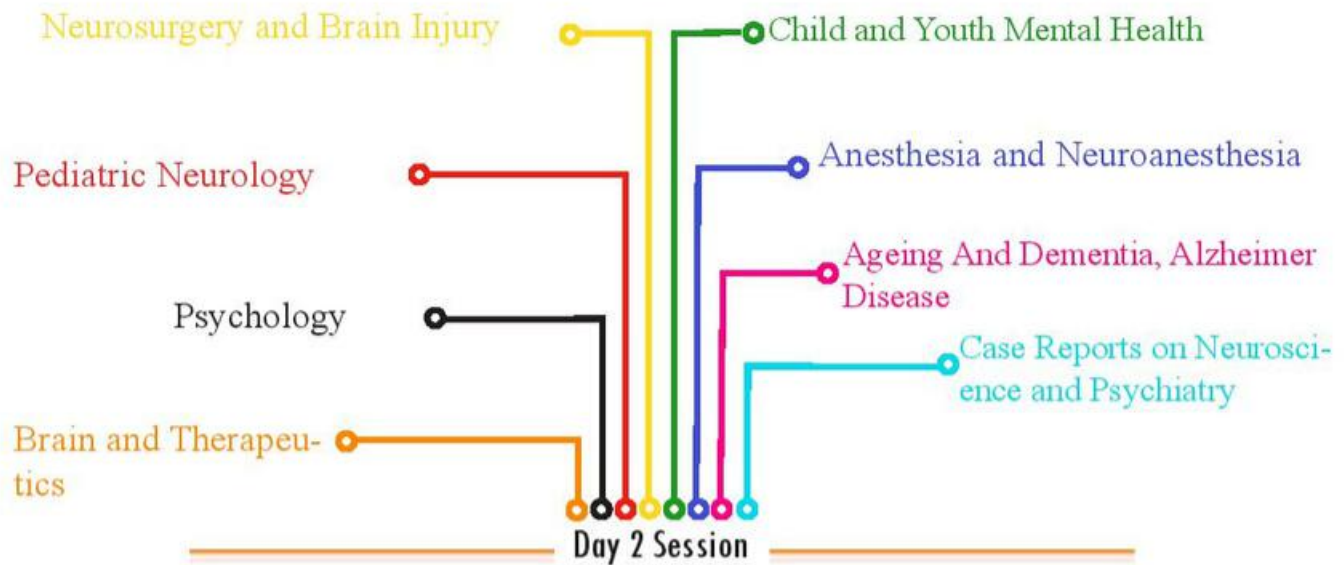 Neurosurgery and Brain Injury
Child and Youth Mental Health
Pediatric Neurology
Anesthesia and Neuroanesthesia
Ageing And Dementia, Alzheimer
Disease
Psychology
Case Reports on Neurosci-
ence and Psychiatry
Brain and Therapeu-
tics
Day 2 Session